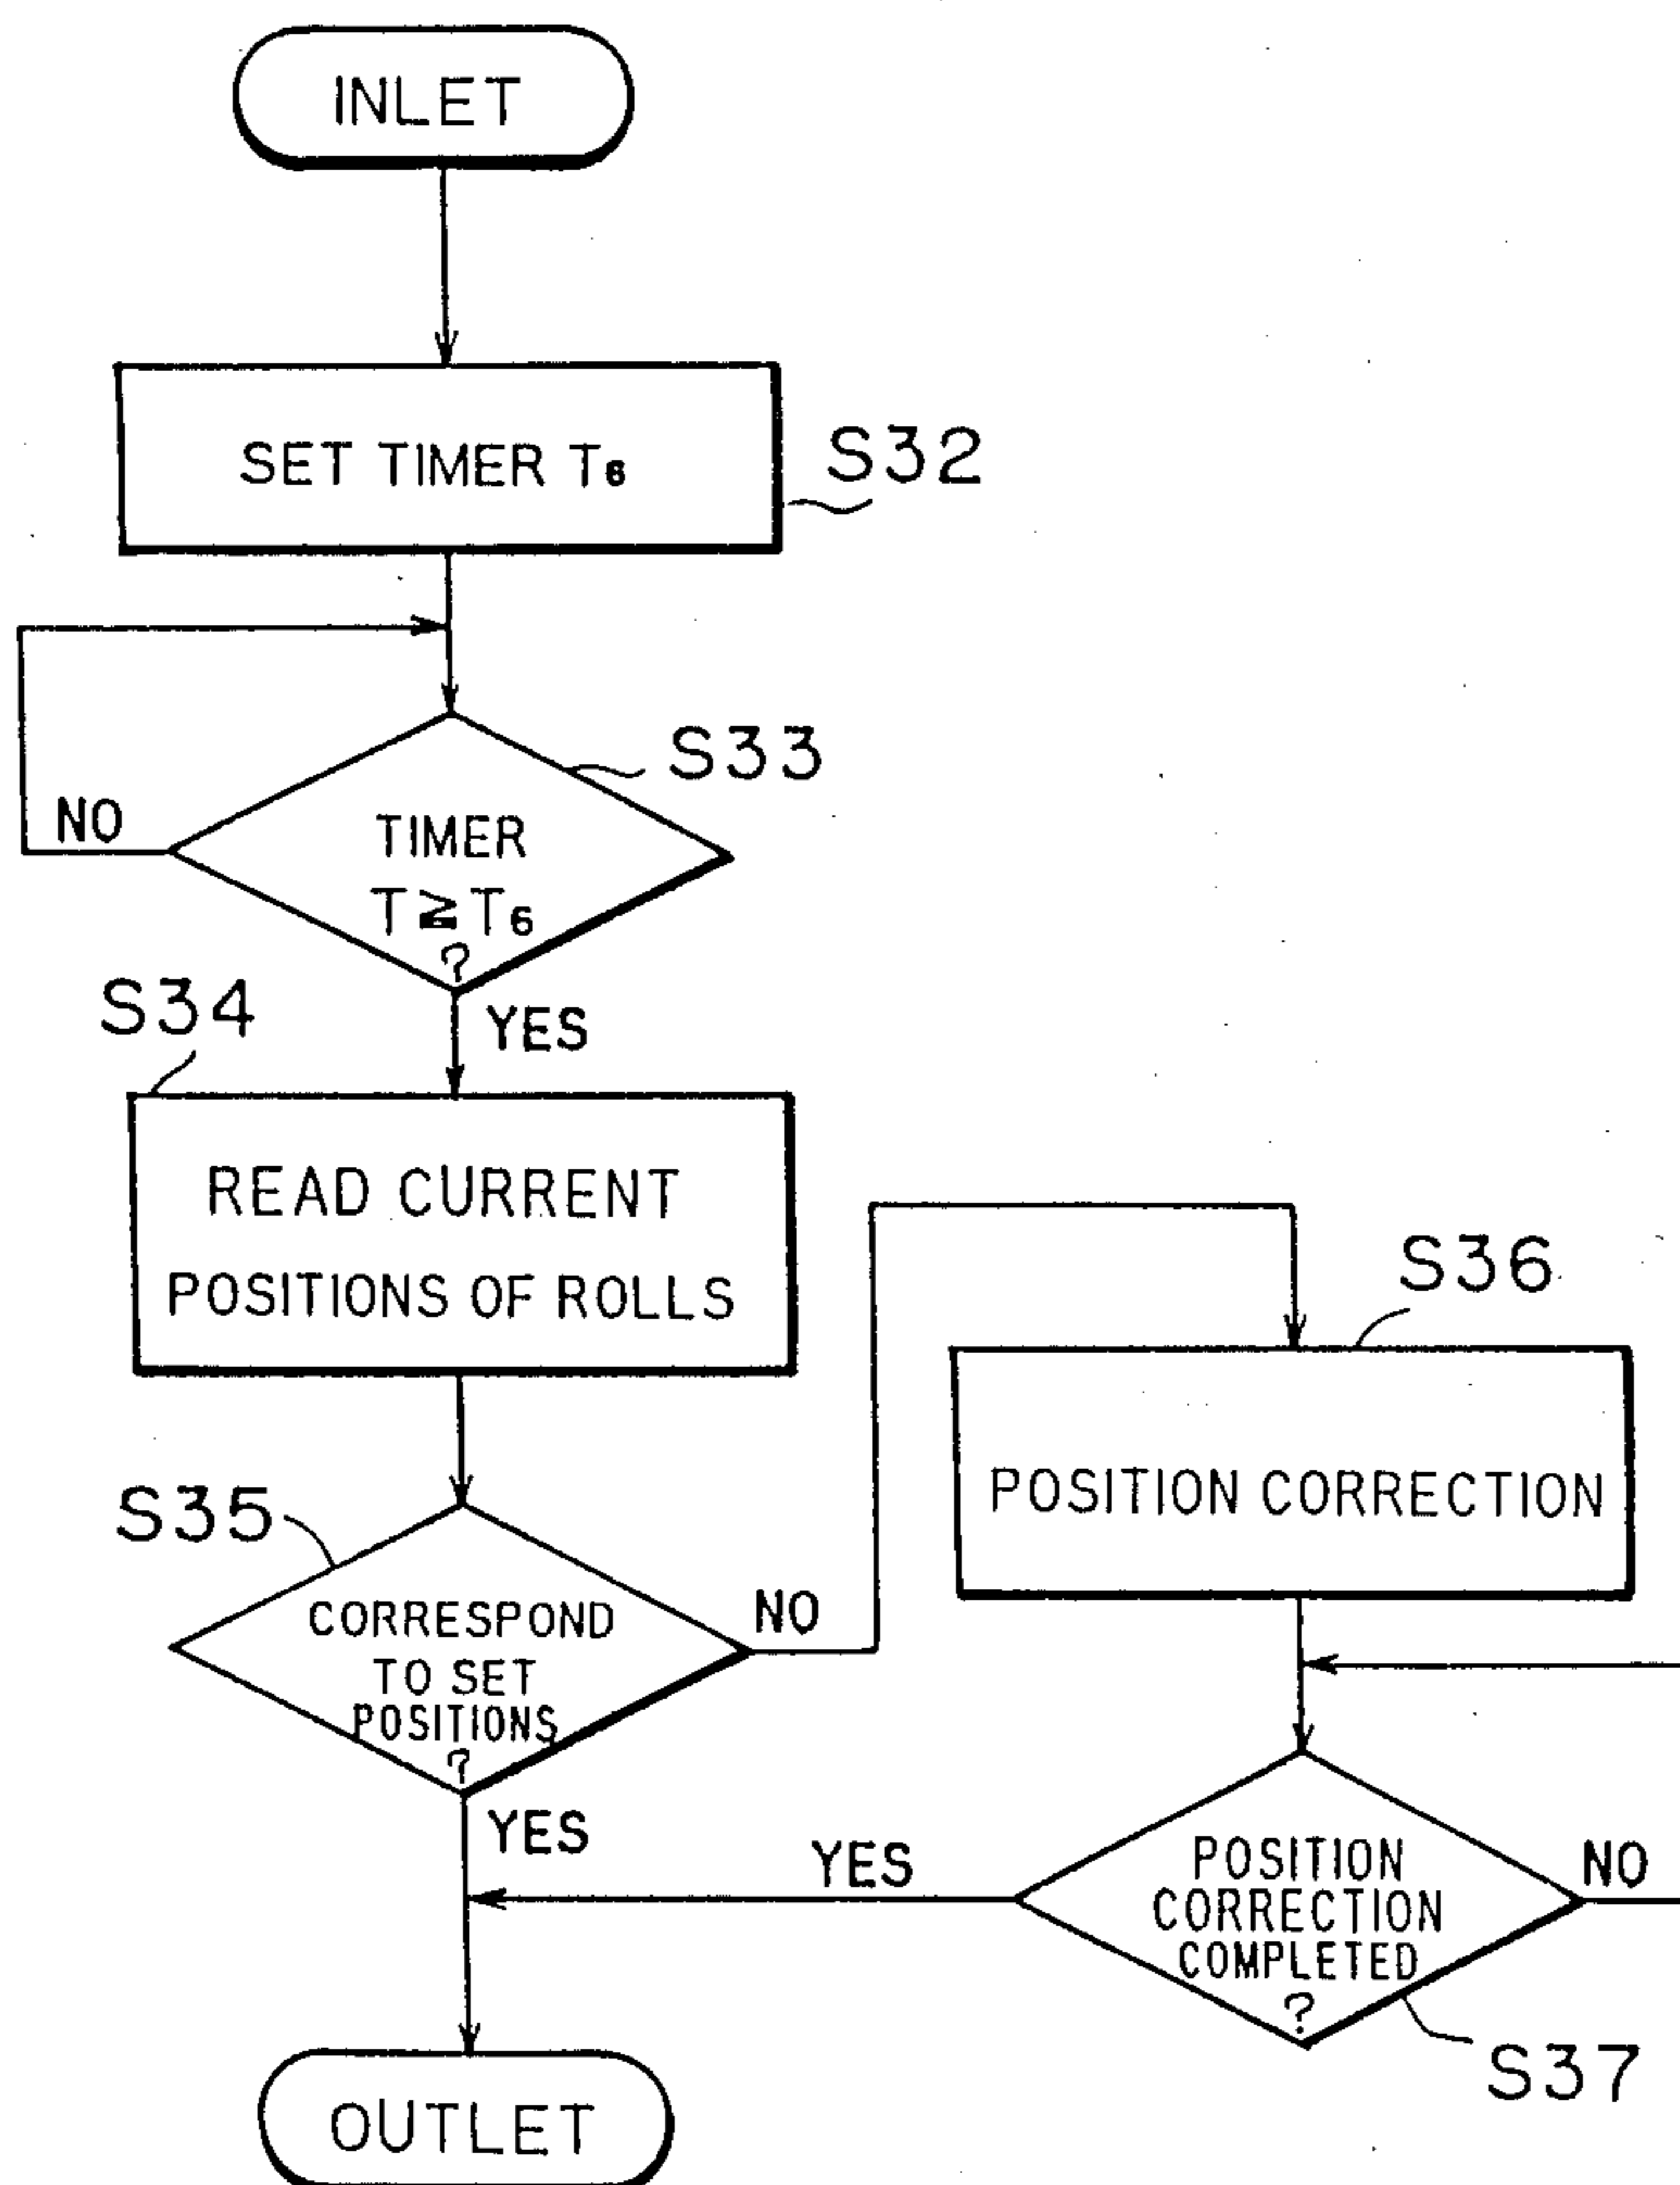 INLET
SET TIMER T6
S32
S33
NO
TIMER
T ≧ T6
?
S34
YES
READ CURRENT
POSITIONS OF ROLLS
S36
POSITION CORRECTION
S35
CORRESPOND
TO SET
POSITIONS
?
NO
YES
YES
POSITION
CORRECTION
COMPLETED
?
NO
S37
OUTLET